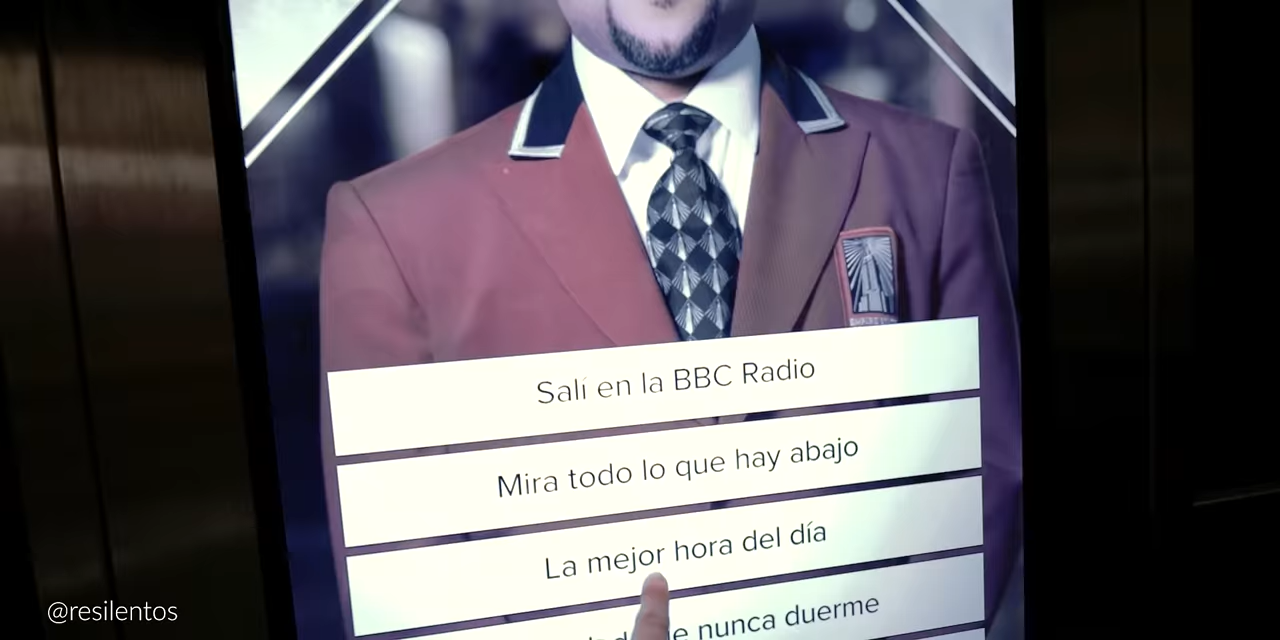 Salí en la BBC Radio
Mira todo lo que hay abajo
La mejor hora del día
nunca duerme
@resilentos